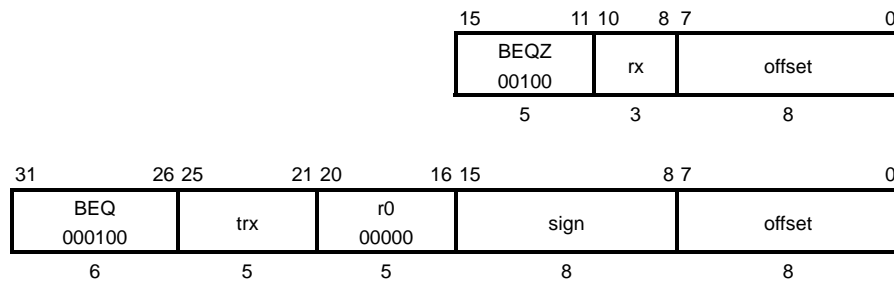 15 11 10 8 7 0
BEQZ
00100 rx offset
5 3 8
31 26 25 21 20 16 15 8 7 0
BEQ
000100 trx r0
00000 sign offset
6 5 5 8 8